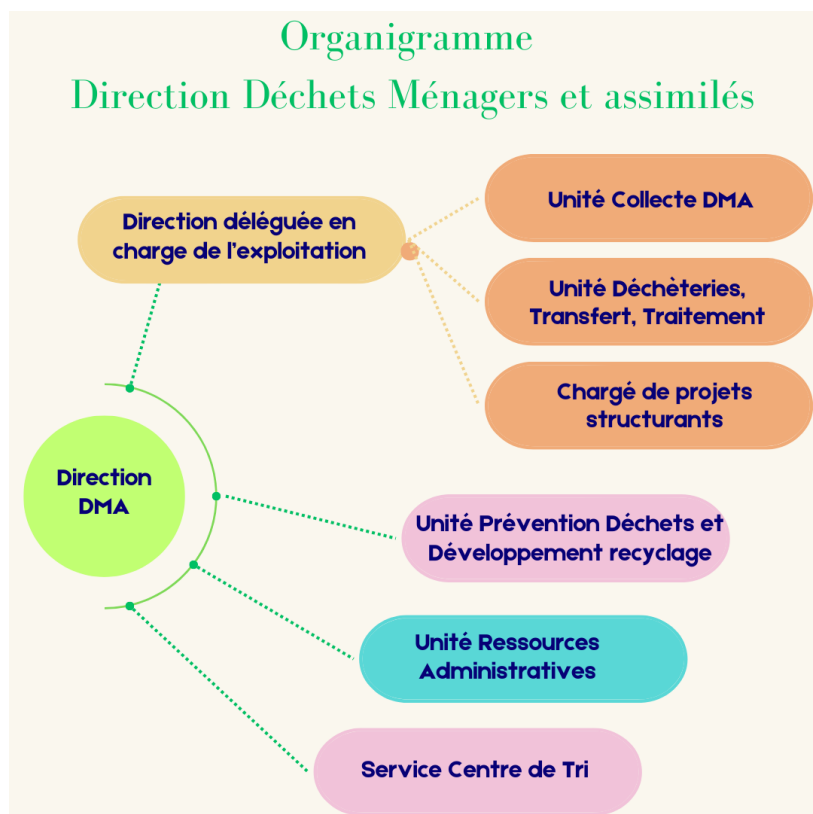 Organigramme
Direction Déchets Ménagers et assimilés
Direction déléguée en
charge de l'exploitation
Unité Collecte DMA
Unité Déchèteries,
Transfert, Traitement
Chargé de projets
structurants
Direction
DMA
Unité Prévention Déchets et
Développement recyclage
Unité Ressources
Administratives
Service Centre de Tri